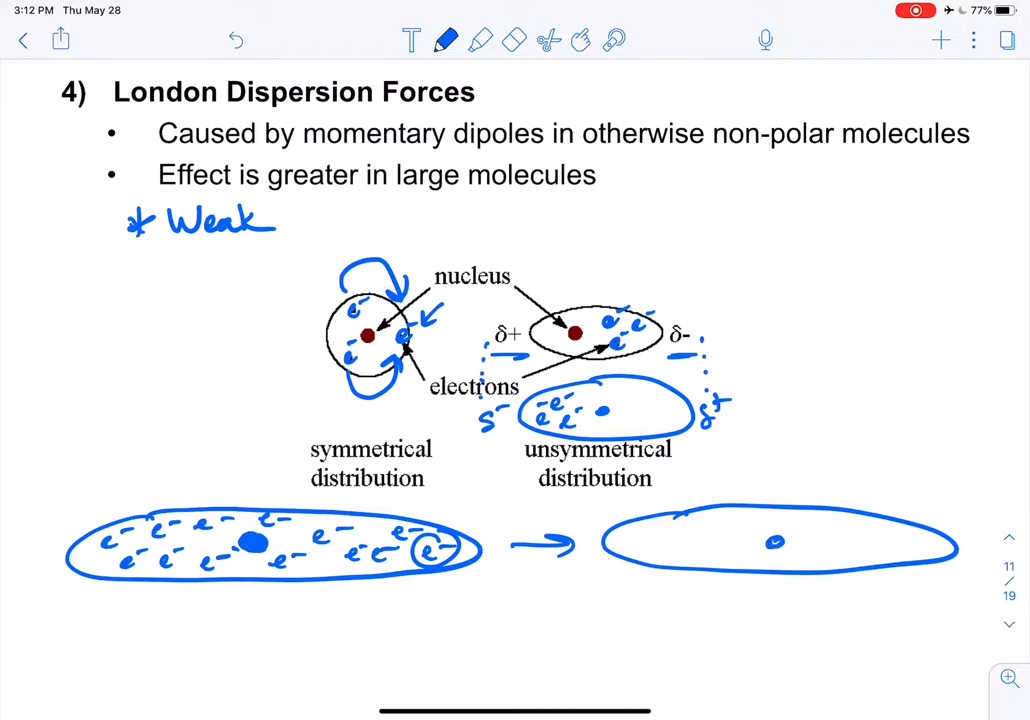 3:12 PM Thu May 28
77%
4) London Dispersion Forces
• Caused by momentary dipoles in otherwise non-polar molecules
• Effect is greater in large molecules
* Weak
nucleus
e⁻
e⁻
e⁻
δ+
e⁻ e⁻
e⁻
δ-
electrons
δ⁻
e⁻ e⁻
e⁻ e⁻
δ⁺
symmetrical
distribution
unsymmetrical
distribution
e⁻ e⁻ e⁻ e⁻ e⁻ e⁻
e⁻ e⁻ e⁻ e⁻ e⁻ e⁻ e⁻
11
/
19